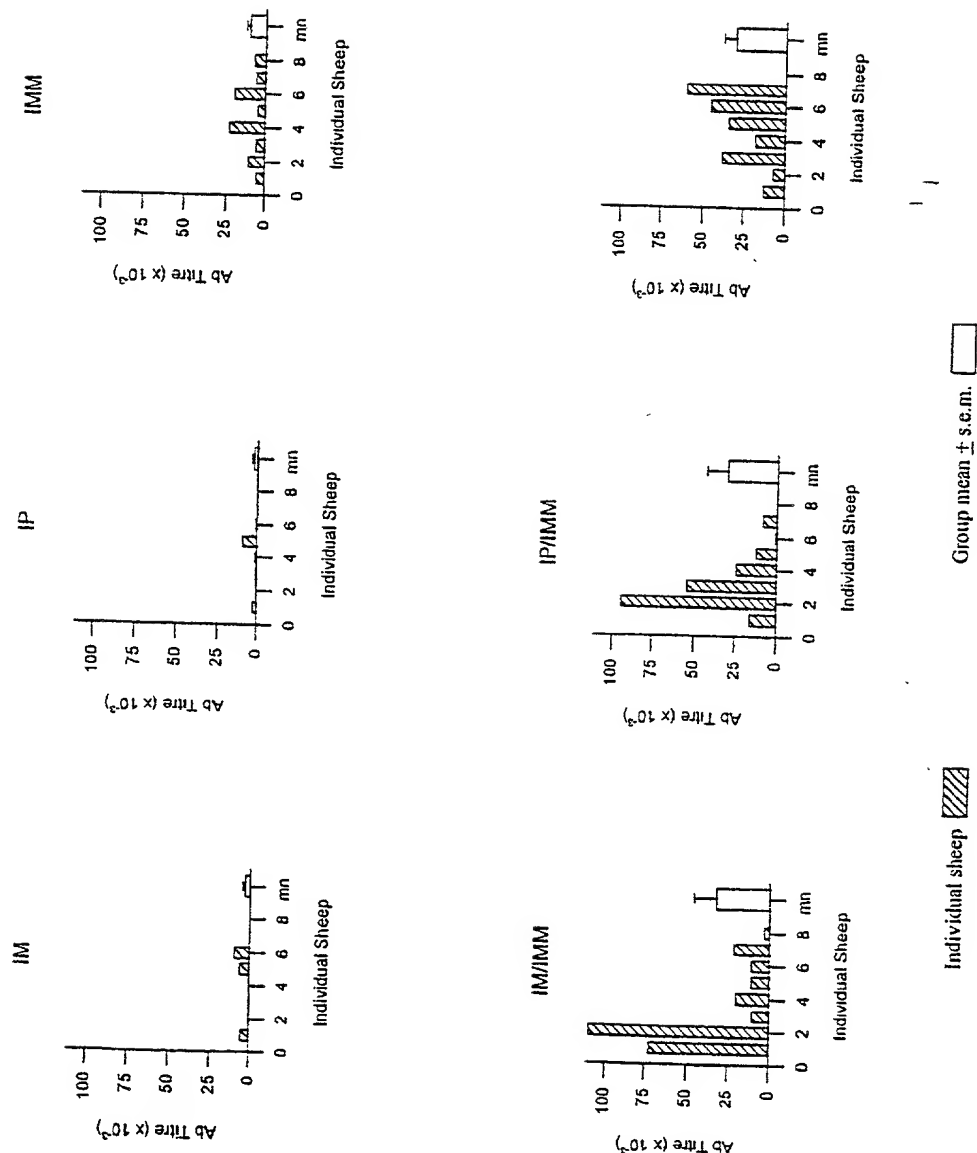 IM
Ab Titre (x 10⁻³)
100
75
50
25
0
0 2 4 6 8 mn
Individual Sheep
IP
Ab Titre (x 10⁻³)
100
75
50
25
0
0 2 4 6 8 mn
Individual Sheep
IMM
Ab Titre (x 10⁻³)
100
75
50
25
0
0 2 4 6 8 mn
Individual Sheep
IM/IMM
Ab Titre (x 10⁻³)
100
75
50
25
0
0 2 4 6 8 mn
Individual Sheep
IP/IMM
Ab Titre (x 10⁻³)
100
75
50
25
0
0 2 4 6 8 mn
Individual Sheep
Ab Titre (x 10⁻³)
100
75
50
25
0
0 2 4 6 8 mn
Individual Sheep
Individual sheep
Group mean ± s.e.m.